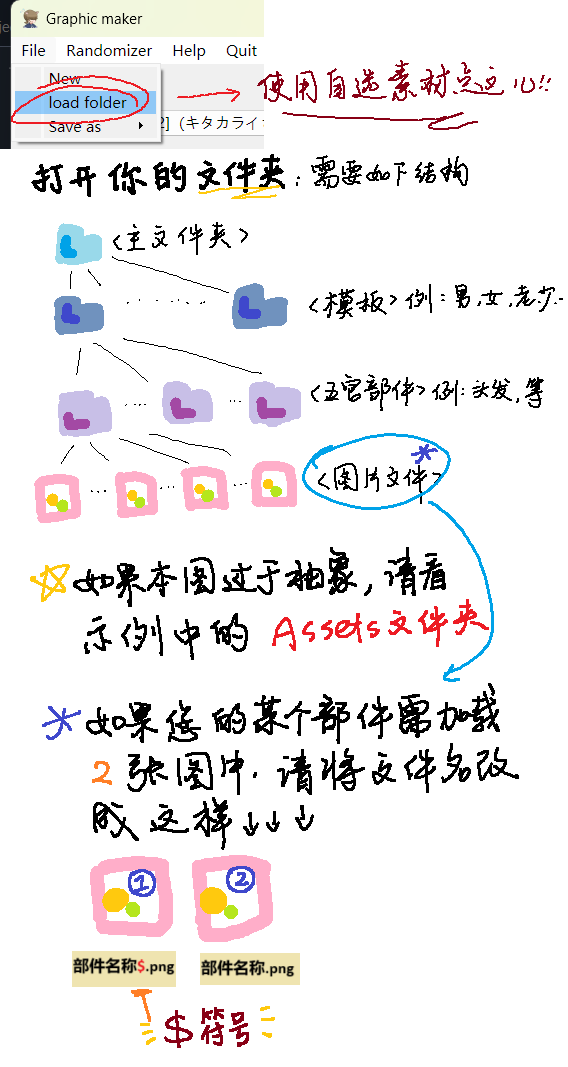 Graphic maker
File Randomizer Help Quit
New
load folder
Save as
2] (キタカライ
使用自选素材点这儿!!
打开你的文件夹: 需要如下结构
<主文件夹>
<模板> 例: 男,女,老少..
<五官部件> 例: 头发,等
<图片文件>*
☆如果本图过于抽象,请看
示例中的 Assets文件夹
*如果您的某个部件需加载
2张图片.请将文件名改
成这样↓↓↓
① ②
部件名称$.png 部件名称.png
$符号